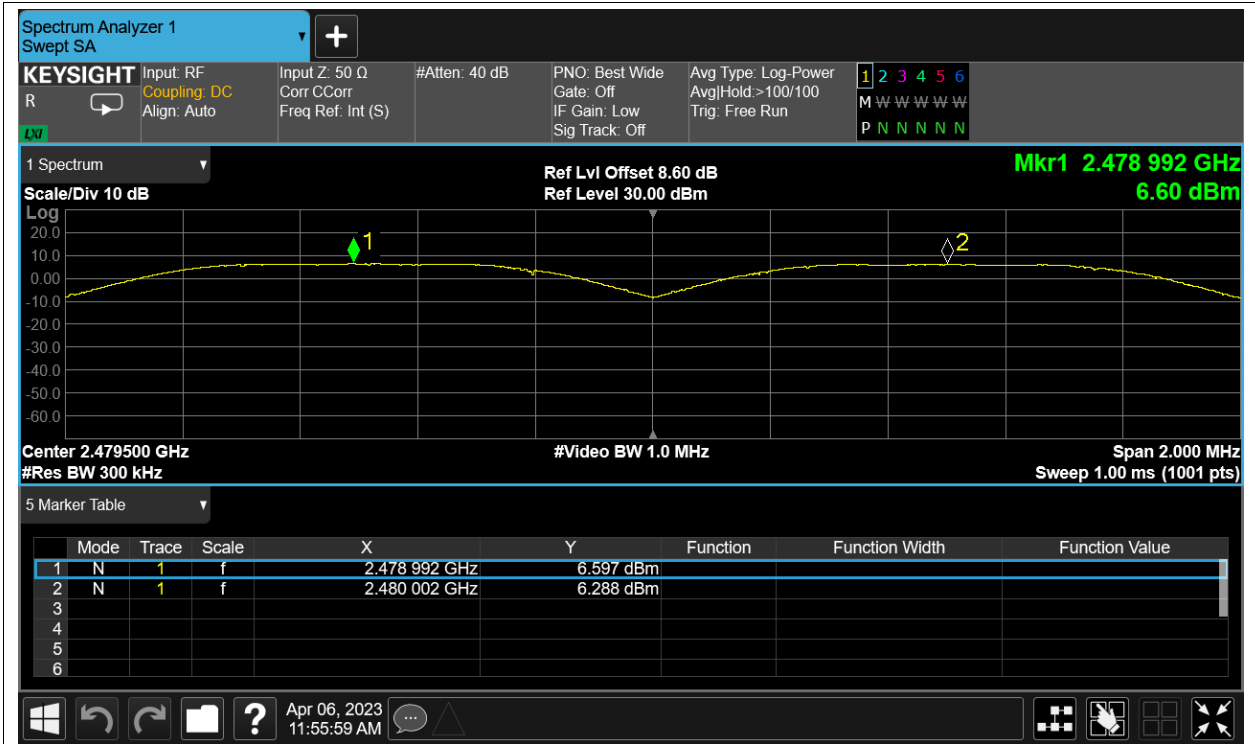 Spectrum Analyzer 1
Swept SA
KEYSIGHT
R
LXI
Input: RF
Coupling: DC
Align: Auto
Input Z: 50 Ω
Corr CCorr
Freq Ref: Int (S)
#Atten: 40 dB
PNO: Best Wide
Gate: Off
IF Gain: Low
Sig Track: Off
Avg Type: Log-Power
Avg|Hold:>100/100
Trig: Free Run
1 2 3 4 5 6
M W W W W W
P N N N N N
1 Spectrum
Scale/Div 10 dB
Ref Lvl Offset 8.60 dB
Ref Level 30.00 dBm
Mkr1 2.478 992 GHz
6.60 dBm
Log
20.0
10.0
0.00
-10.0
-20.0
-30.0
-40.0
-50.0
-60.0
1
2
Center 2.479500 GHz
#Video BW 1.0 MHz
Span 2.000 MHz
#Res BW 300 kHz
Sweep 1.00 ms (1001 pts)
5 Marker Table
Mode Trace Scale X Y Function Function Width Function Value
1 N 1 f 2.478 992 GHz 6.597 dBm
2 N 1 f 2.480 002 GHz 6.288 dBm
3
4
5
6
?
Apr 06, 2023
11:55:59 AM